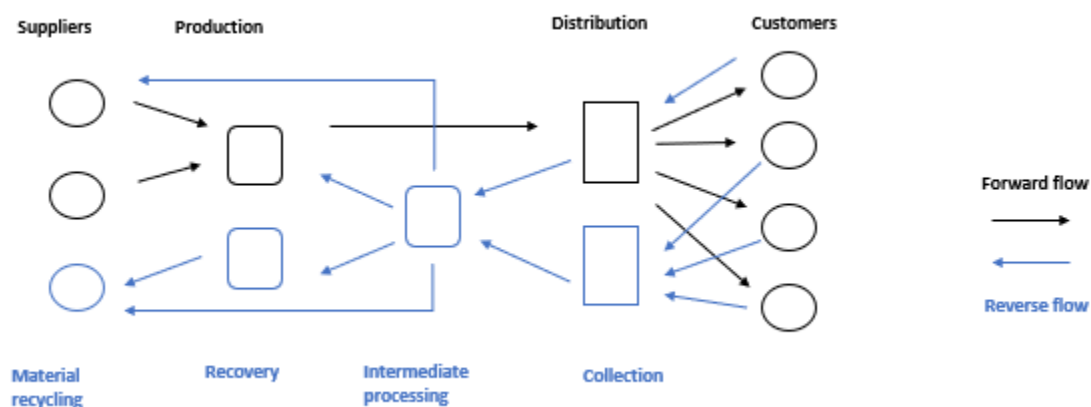 Suppliers
Production
Distribution
Customers
Forward flow
Reverse flow
Material
recycling
Recovery
Intermediate
processing
Collection